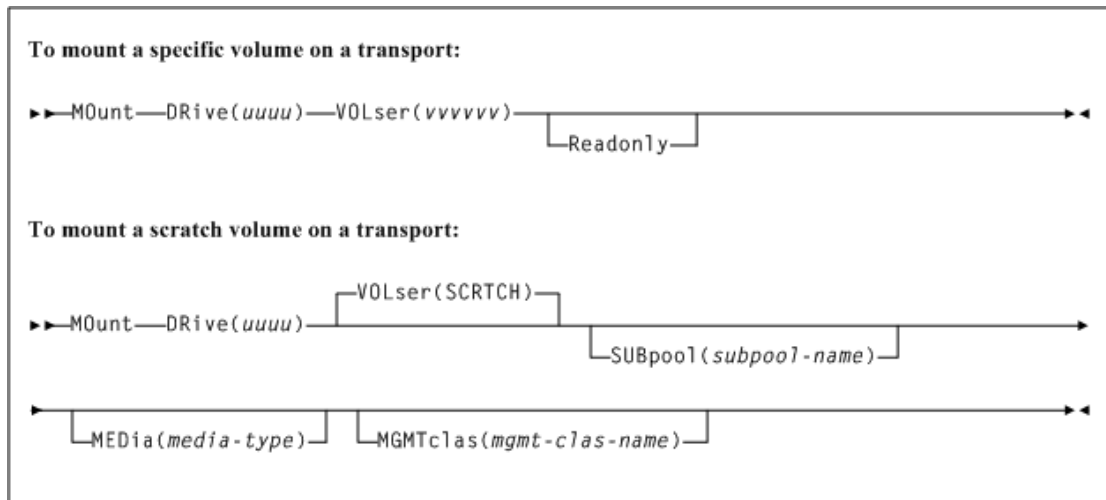 To mount a specific volume on a transport:
MOunt DRive(uuuu) VOLser(vvvvvv)
Readonly
To mount a scratch volume on a transport:
VOLser(SCRTCH)
MOunt DRive(uuuu)
SUBpool(subpool-name)
MEDia(media-type) MGMTclas(mgmt-clas-name)